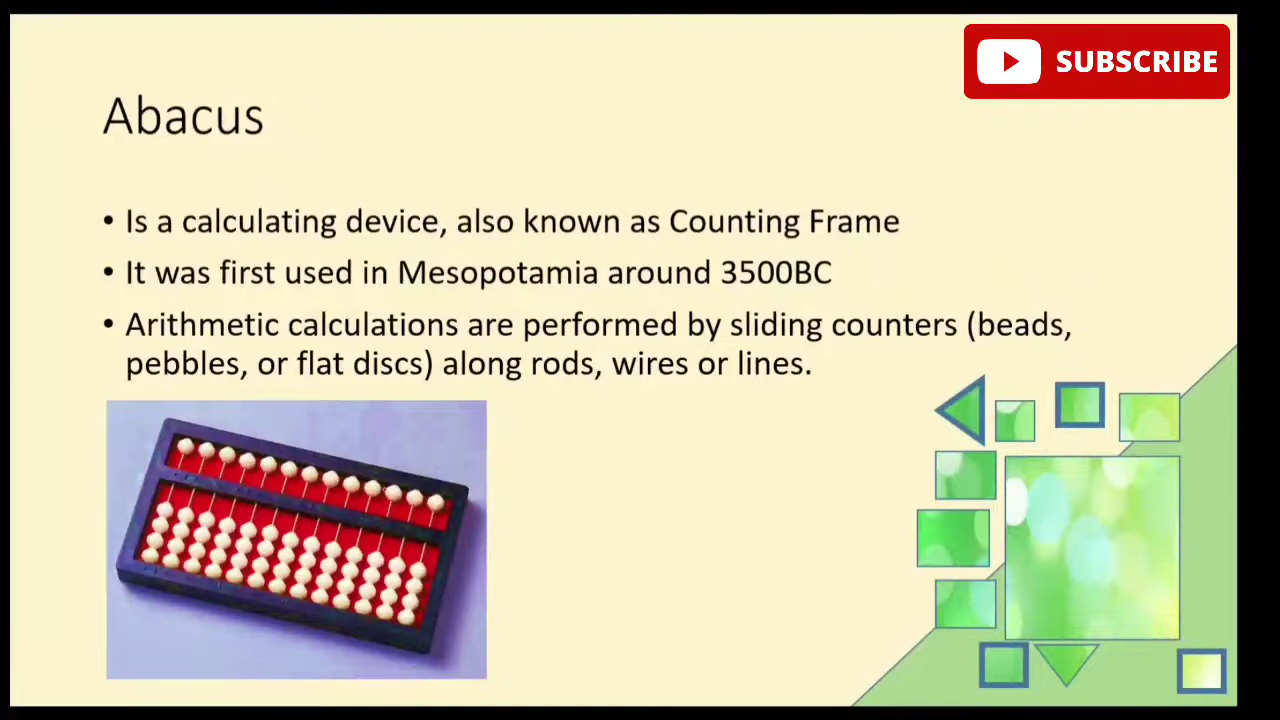 SUBSCRIBE
Abacus
• Is a calculating device, also known as Counting Frame
• It was first used in Mesopotamia around 3500BC
• Arithmetic calculations are performed by sliding counters (beads,
pebbles, or flat discs) along rods, wires or lines.